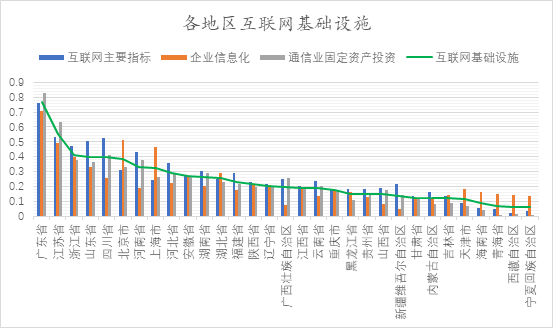 各地区互联网基础设施
互联网主要指标 企业信息化 通信业固定资产投资 互联网基础设施
0.9
0.8
0.7
0.6
0.5
0.4
0.3
0.2
0.1
0
广东省
江苏省
浙江省
山东省
四川省
北京市
河南省
上海市
河北省
安徽省
湖南省
湖北省
福建省
陕西省
辽宁省
广西壮族自治区
江西省
云南省
重庆市
黑龙江省
贵州省
山西省
新疆维吾尔自治区
甘肃省
内蒙古自治区
吉林省
天津市
海南省
青海省
西藏自治区
宁夏回族自治区